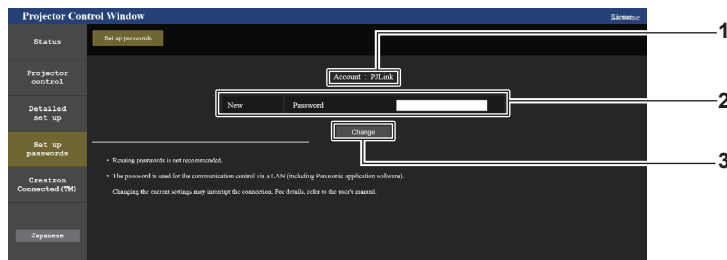 Projector Control Window
License
1
Status
Set up passwords
Projector
control
Account : PJLink
New Password
2
Detailed
set up
Change
Set up
passwords
3
• Reusing passwords is not recommended.
• The password is used for the communication control via a LAN (including Panasonic application software).
Changing the current settings may interrupt the connection. For details, refer to the user's manual.
Crestron
Connected(TM)
Japanese